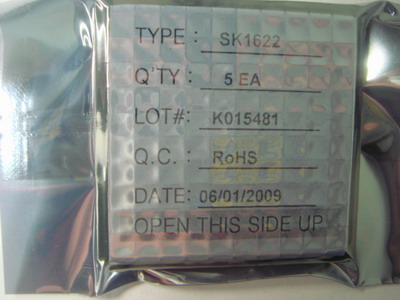 TYPE : SK1622
Q'TY : 5 EA
LOT#: K015481
Q.C. : RoHS
DATE: 06/01/2009
OPEN THIS SIDE UP